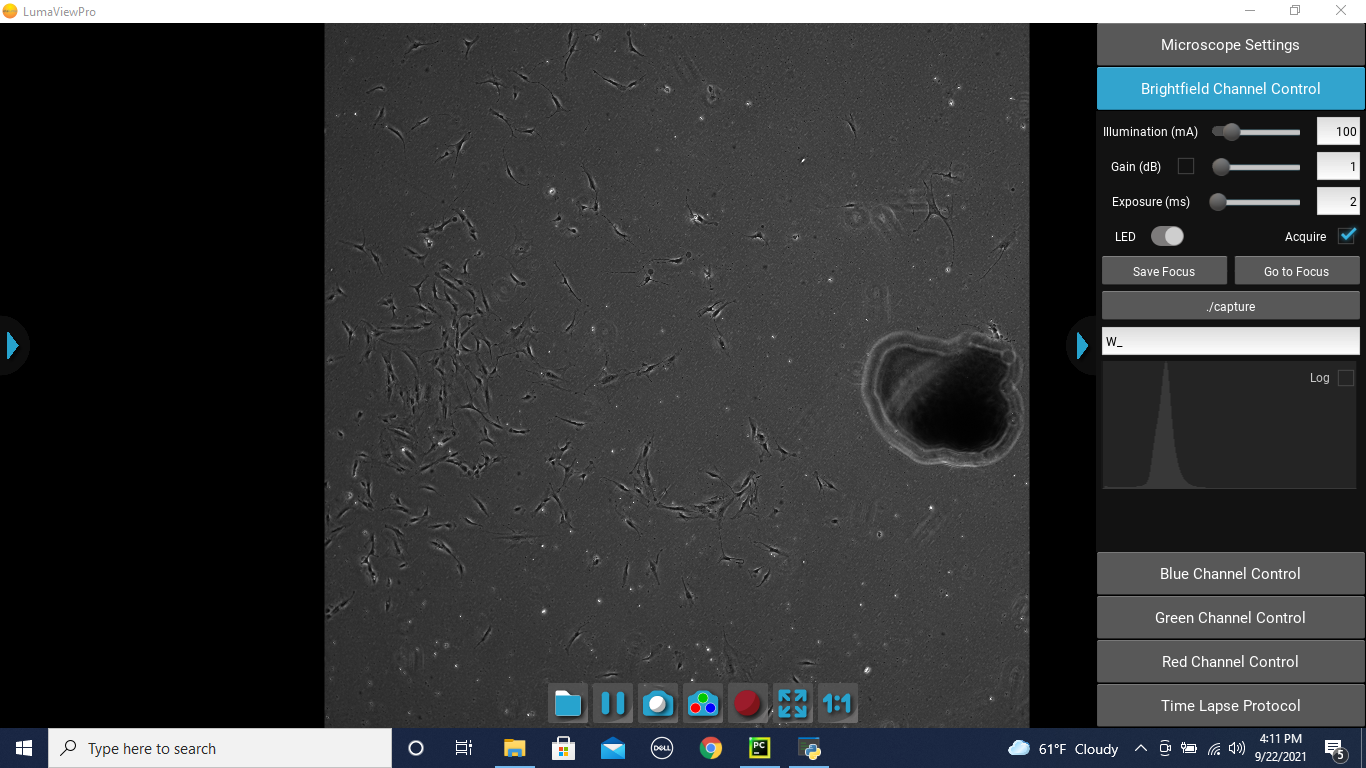 LumaViewPro
Microscope Settings
Brightfield Channel Control
Illumination (mA) 100
Gain (dB) 1
Exposure (ms) 2
LED Acquire
Save Focus Go to Focus
./capture
W_
Log
Blue Channel Control
Green Channel Control
Red Channel Control
1:1
Time Lapse Protocol
Type here to search
DELL
PC
61°F Cloudy
4:11 PM
9/22/2021
5